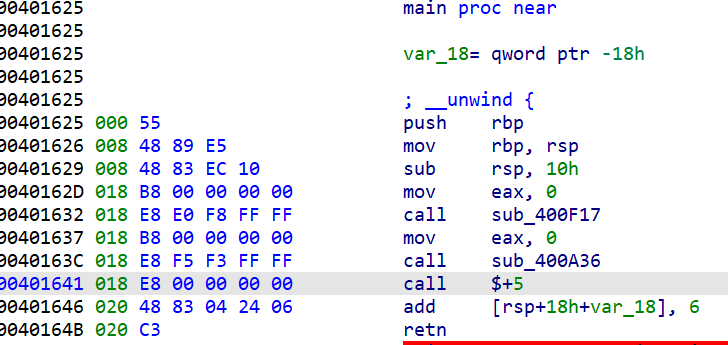 00401625 main proc near
00401625
00401625 var_18= qword ptr -18h
00401625
00401625 ; __unwind {
00401625 000 55 push rbp
00401626 008 48 89 E5 mov rbp, rsp
00401629 008 48 83 EC 10 sub rsp, 10h
0040162D 018 B8 00 00 00 00 mov eax, 0
00401632 018 E8 E0 F8 FF FF call sub_400F17
00401637 018 B8 00 00 00 00 mov eax, 0
0040163C 018 E8 F5 F3 FF FF call sub_400A36
00401641 018 E8 00 00 00 00 call $+5
00401646 020 48 83 04 24 06 add [rsp+18h+var_18], 6
0040164B 020 C3 retn